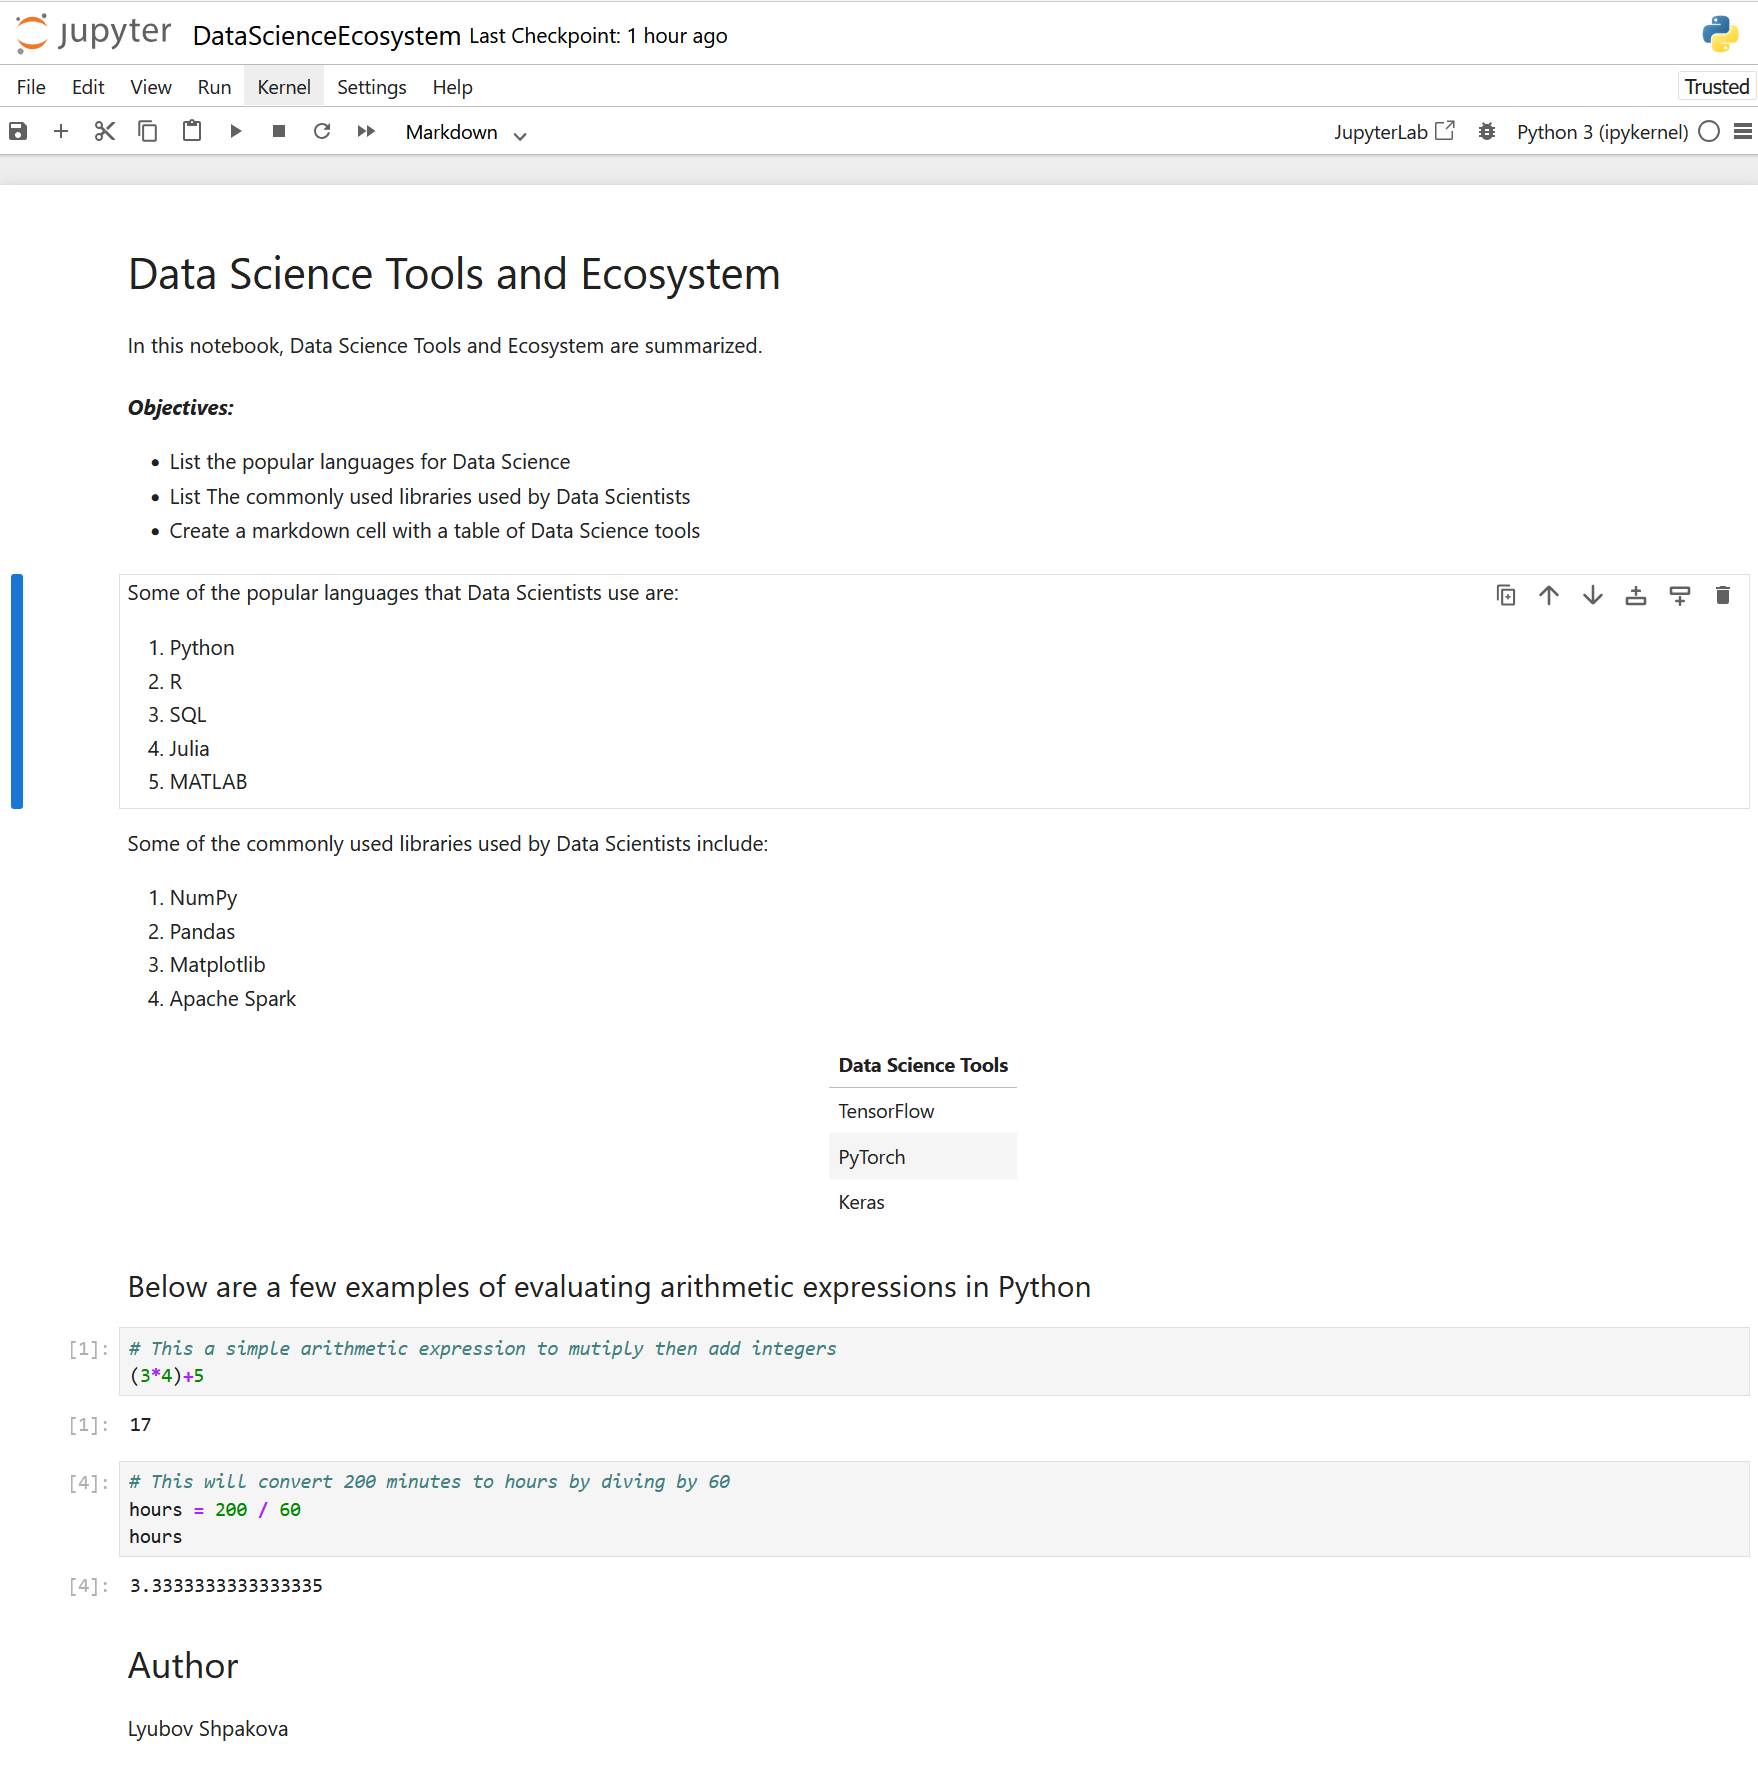 jupyter DataScienceEcosystem Last Checkpoint: 1 hour ago
File Edit View Run Kernel Settings Help Trusted
Markdown JupyterLab Python 3 (ipykernel)
Data Science Tools and Ecosystem
In this notebook, Data Science Tools and Ecosystem are summarized.
Objectives:
• List the popular languages for Data Science
• List The commonly used libraries used by Data Scientists
• Create a markdown cell with a table of Data Science tools
Some of the popular languages that Data Scientists use are:
1. Python
2. R
3. SQL
4. Julia
5. MATLAB
Some of the commonly used libraries used by Data Scientists include:
1. NumPy
2. Pandas
3. Matplotlib
4. Apache Spark
Data Science Tools
TensorFlow
PyTorch
Keras
Below are a few examples of evaluating arithmetic expressions in Python
[1]: # This a simple arithmetic expression to mutiply then add integers
(3*4)+5
[1]: 17
[4]: # This will convert 200 minutes to hours by diving by 60
hours = 200 / 60
hours
[4]: 3.3333333333333335
Author
Lyubov Shpakova